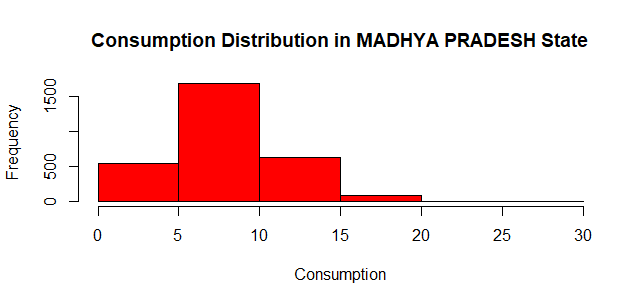 Consumption Distribution in MADHYA PRADESH State
Frequency
1500
500
0
0 5 10 15 20 25 30
Consumption